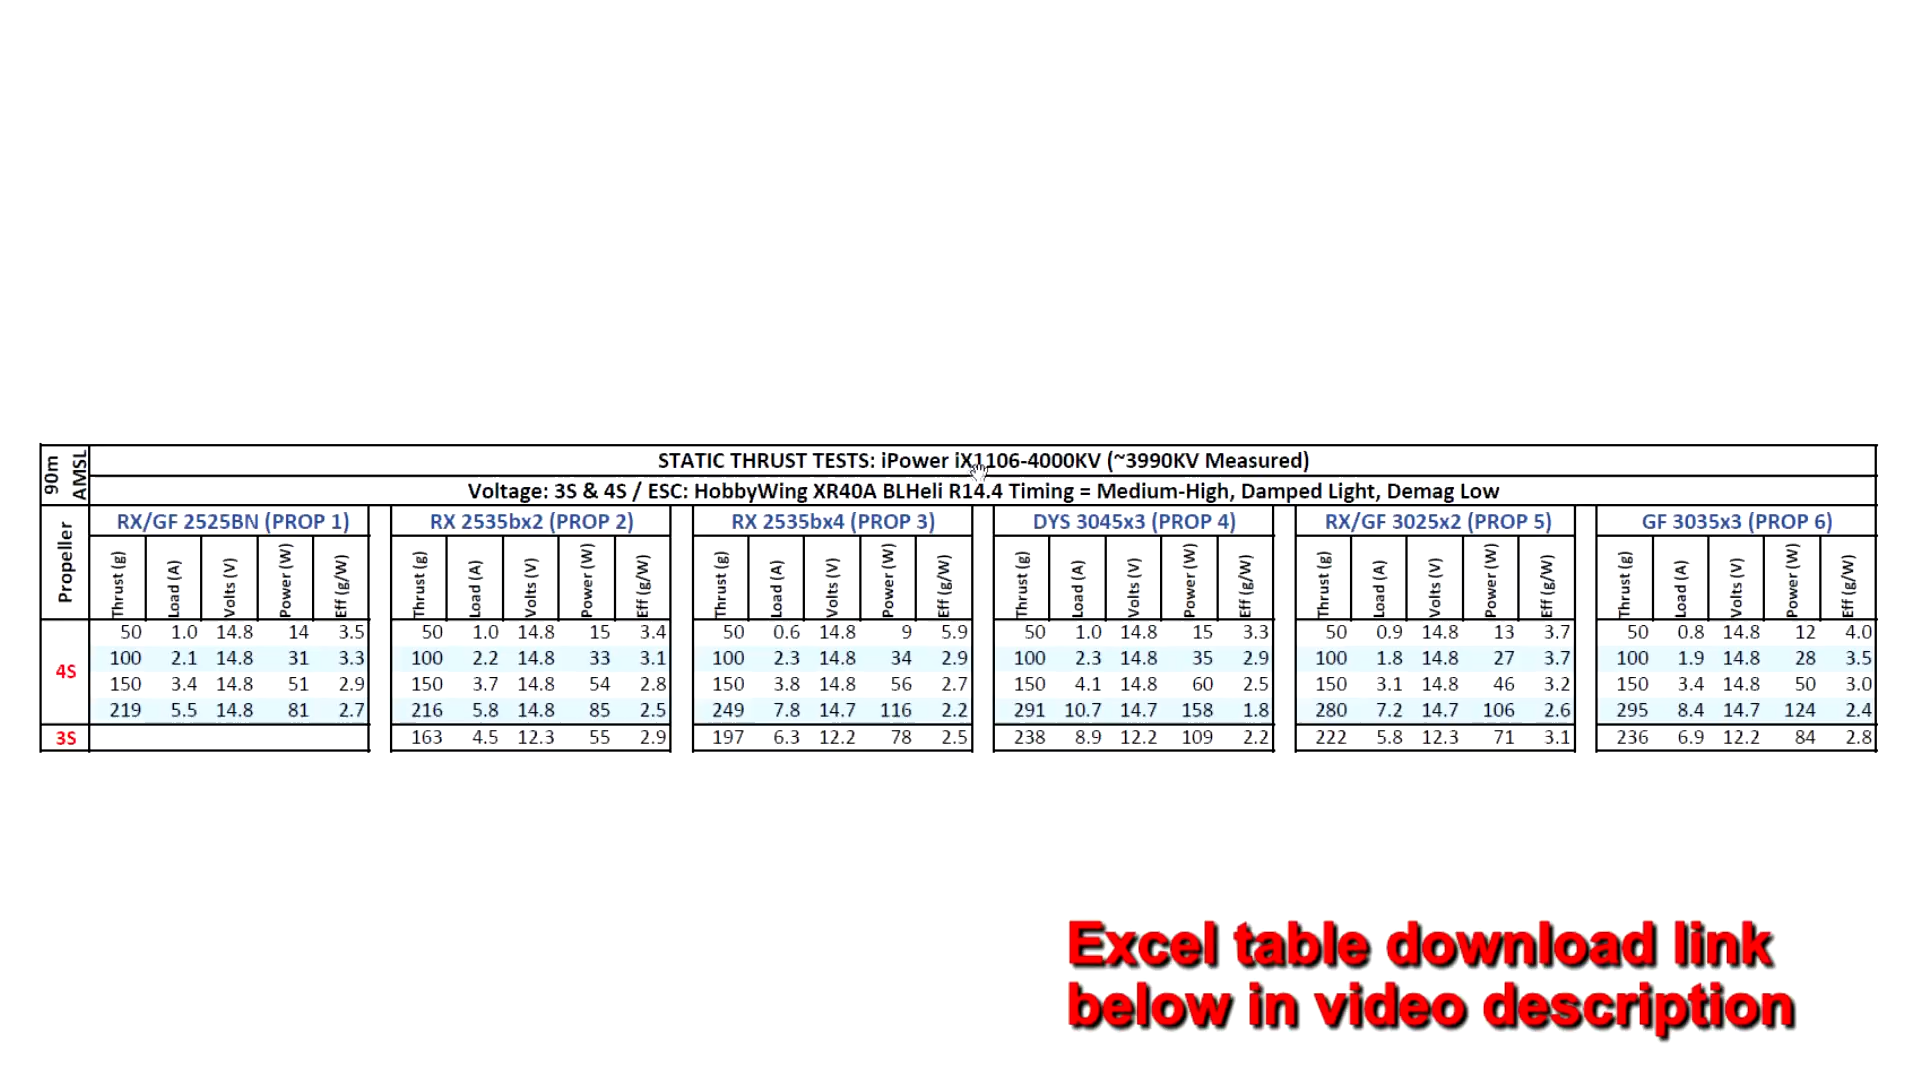 90m AMSL
STATIC THRUST TESTS: iPower iX1106-4000KV (~3990KV Measured)
Voltage: 3S & 4S / ESC: HobbyWing XR40A BLHeli R14.4 Timing = Medium-High, Damped Light, Demag Low
Propeller
RX/GF 2525BN (PROP 1) RX 2535bx2 (PROP 2) RX 2535bx4 (PROP 3) DYS 3045x3 (PROP 4) RX/GF 3025x2 (PROP 5) GF 3035x3 (PROP 6)
Thrust (g) Load (A) Volts (V) Power (W) Eff (g/W) Thrust (g) Load (A) Volts (V) Power (W) Eff (g/W) Thrust (g) Load (A) Volts (V) Power (W) Eff (g/W) Thrust (g) Load (A) Volts (V) Power (W) Eff (g/W) Thrust (g) Load (A) Volts (V) Power (W) Eff (g/W) Thrust (g) Load (A) Volts (V) Power (W) Eff (g/W)
4S
50 1.0 14.8 14 3.5 50 1.0 14.8 15 3.4 50 0.6 14.8 9 5.9 50 1.0 14.8 15 3.3 50 0.9 14.8 13 3.7 50 0.8 14.8 12 4.0
100 2.1 14.8 31 3.3 100 2.2 14.8 33 3.1 100 2.3 14.8 34 2.9 100 2.3 14.8 35 2.9 100 1.8 14.8 27 3.7 100 1.9 14.8 28 3.5
150 3.4 14.8 51 2.9 150 3.7 14.8 54 2.8 150 3.8 14.8 56 2.7 150 4.1 14.8 60 2.5 150 3.1 14.8 46 3.2 150 3.4 14.8 50 3.0
219 5.5 14.8 81 2.7 216 5.8 14.8 85 2.5 249 7.8 14.7 116 2.2 291 10.7 14.7 158 1.8 280 7.2 14.7 106 2.6 295 8.4 14.7 124 2.4
3S 163 4.5 12.3 55 2.9 197 6.3 12.2 78 2.5 238 8.9 12.2 109 2.2 222 5.8 12.3 71 3.1 236 6.9 12.2 84 2.8
Excel table download link
below in video description